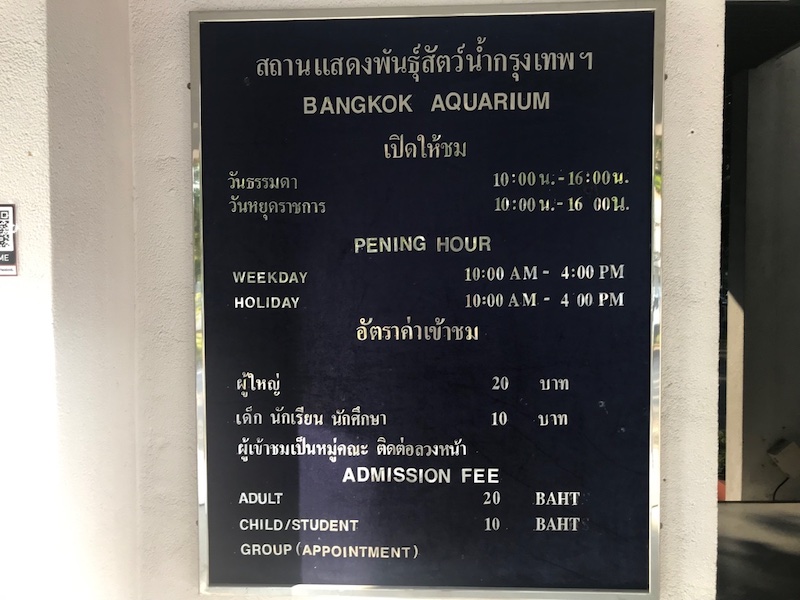 สถานแสดงพันธุ์สัตว์น้ำกรุงเทพฯ
BANGKOK AQUARIUM
เปิดให้ชม
วันธรรมดา 10:00 น.- 16:00 น.
วันหยุดราชการ 10:00 น.- 16 00 น.
PENING HOUR
WEEKDAY 10:00 AM - 4:00 PM
HOLIDAY 10:00 AM - 4 00 PM
อัตราค่าเข้าชม
ผู้ใหญ่ 20 บาท
เด็ก นักเรียน นักศึกษา 10 บาท
ผู้เข้าชมเป็นหมู่คณะ ติดต่อลวงหน้า
ADMISSION FEE
ADULT 20 BAHT
CHILD/STUDENT 10 BAHT
GROUP (APPOINTMENT)
ME